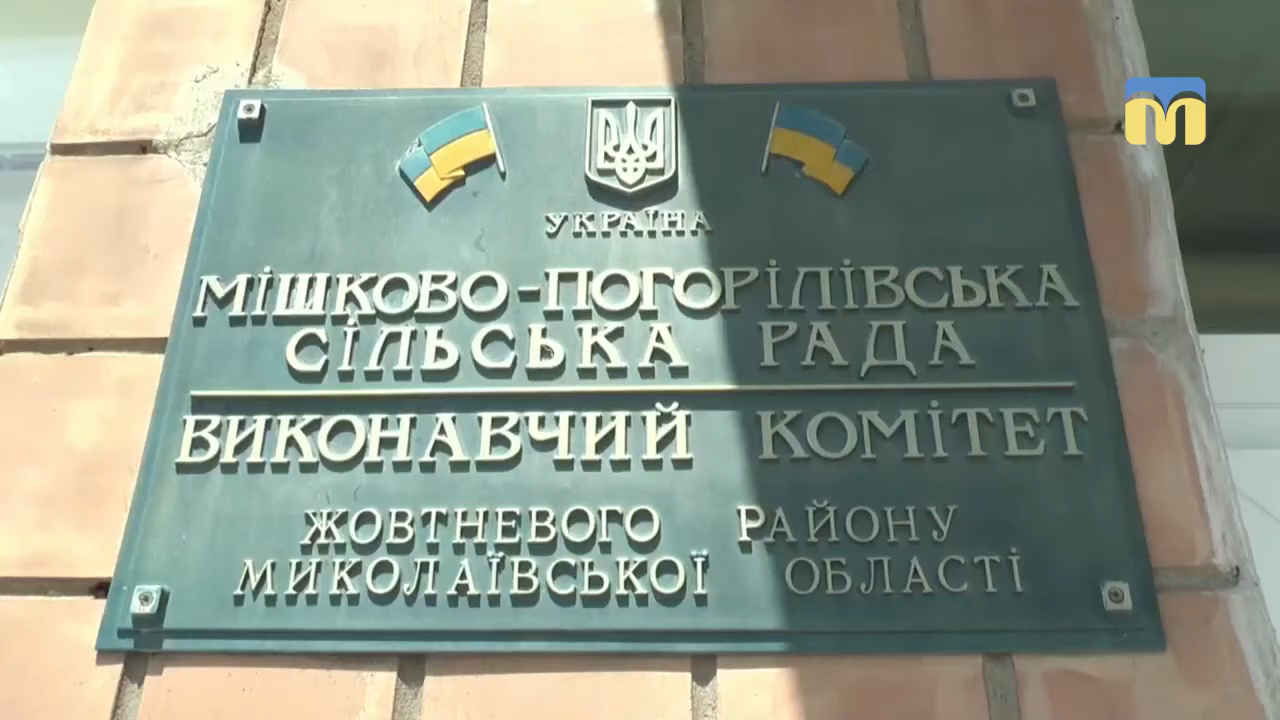 М
УКРАЇНА
МІШКОВО-ПОГОРІЛІВСЬКА
СІЛЬСЬКА РАДА
ВИКОНАВЧИЙ КОМІТЕТ
ЖОВТНЕВОГО РАЙОНУ
МИКОЛАЇВСЬКОЇ ОБЛАСТІ